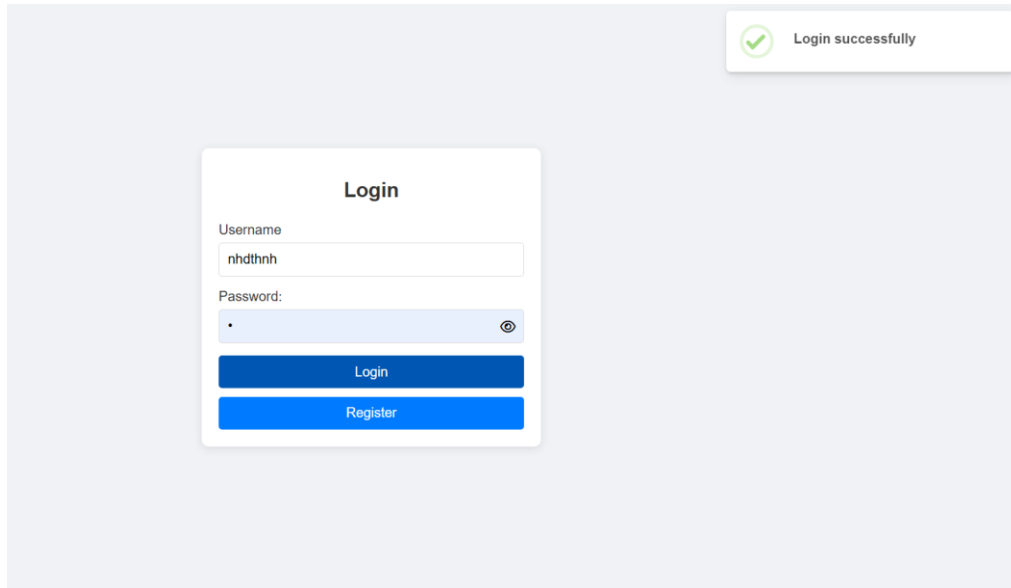 Login successfully
Login
Username
nhdthnh
Password:
•
Login
Register